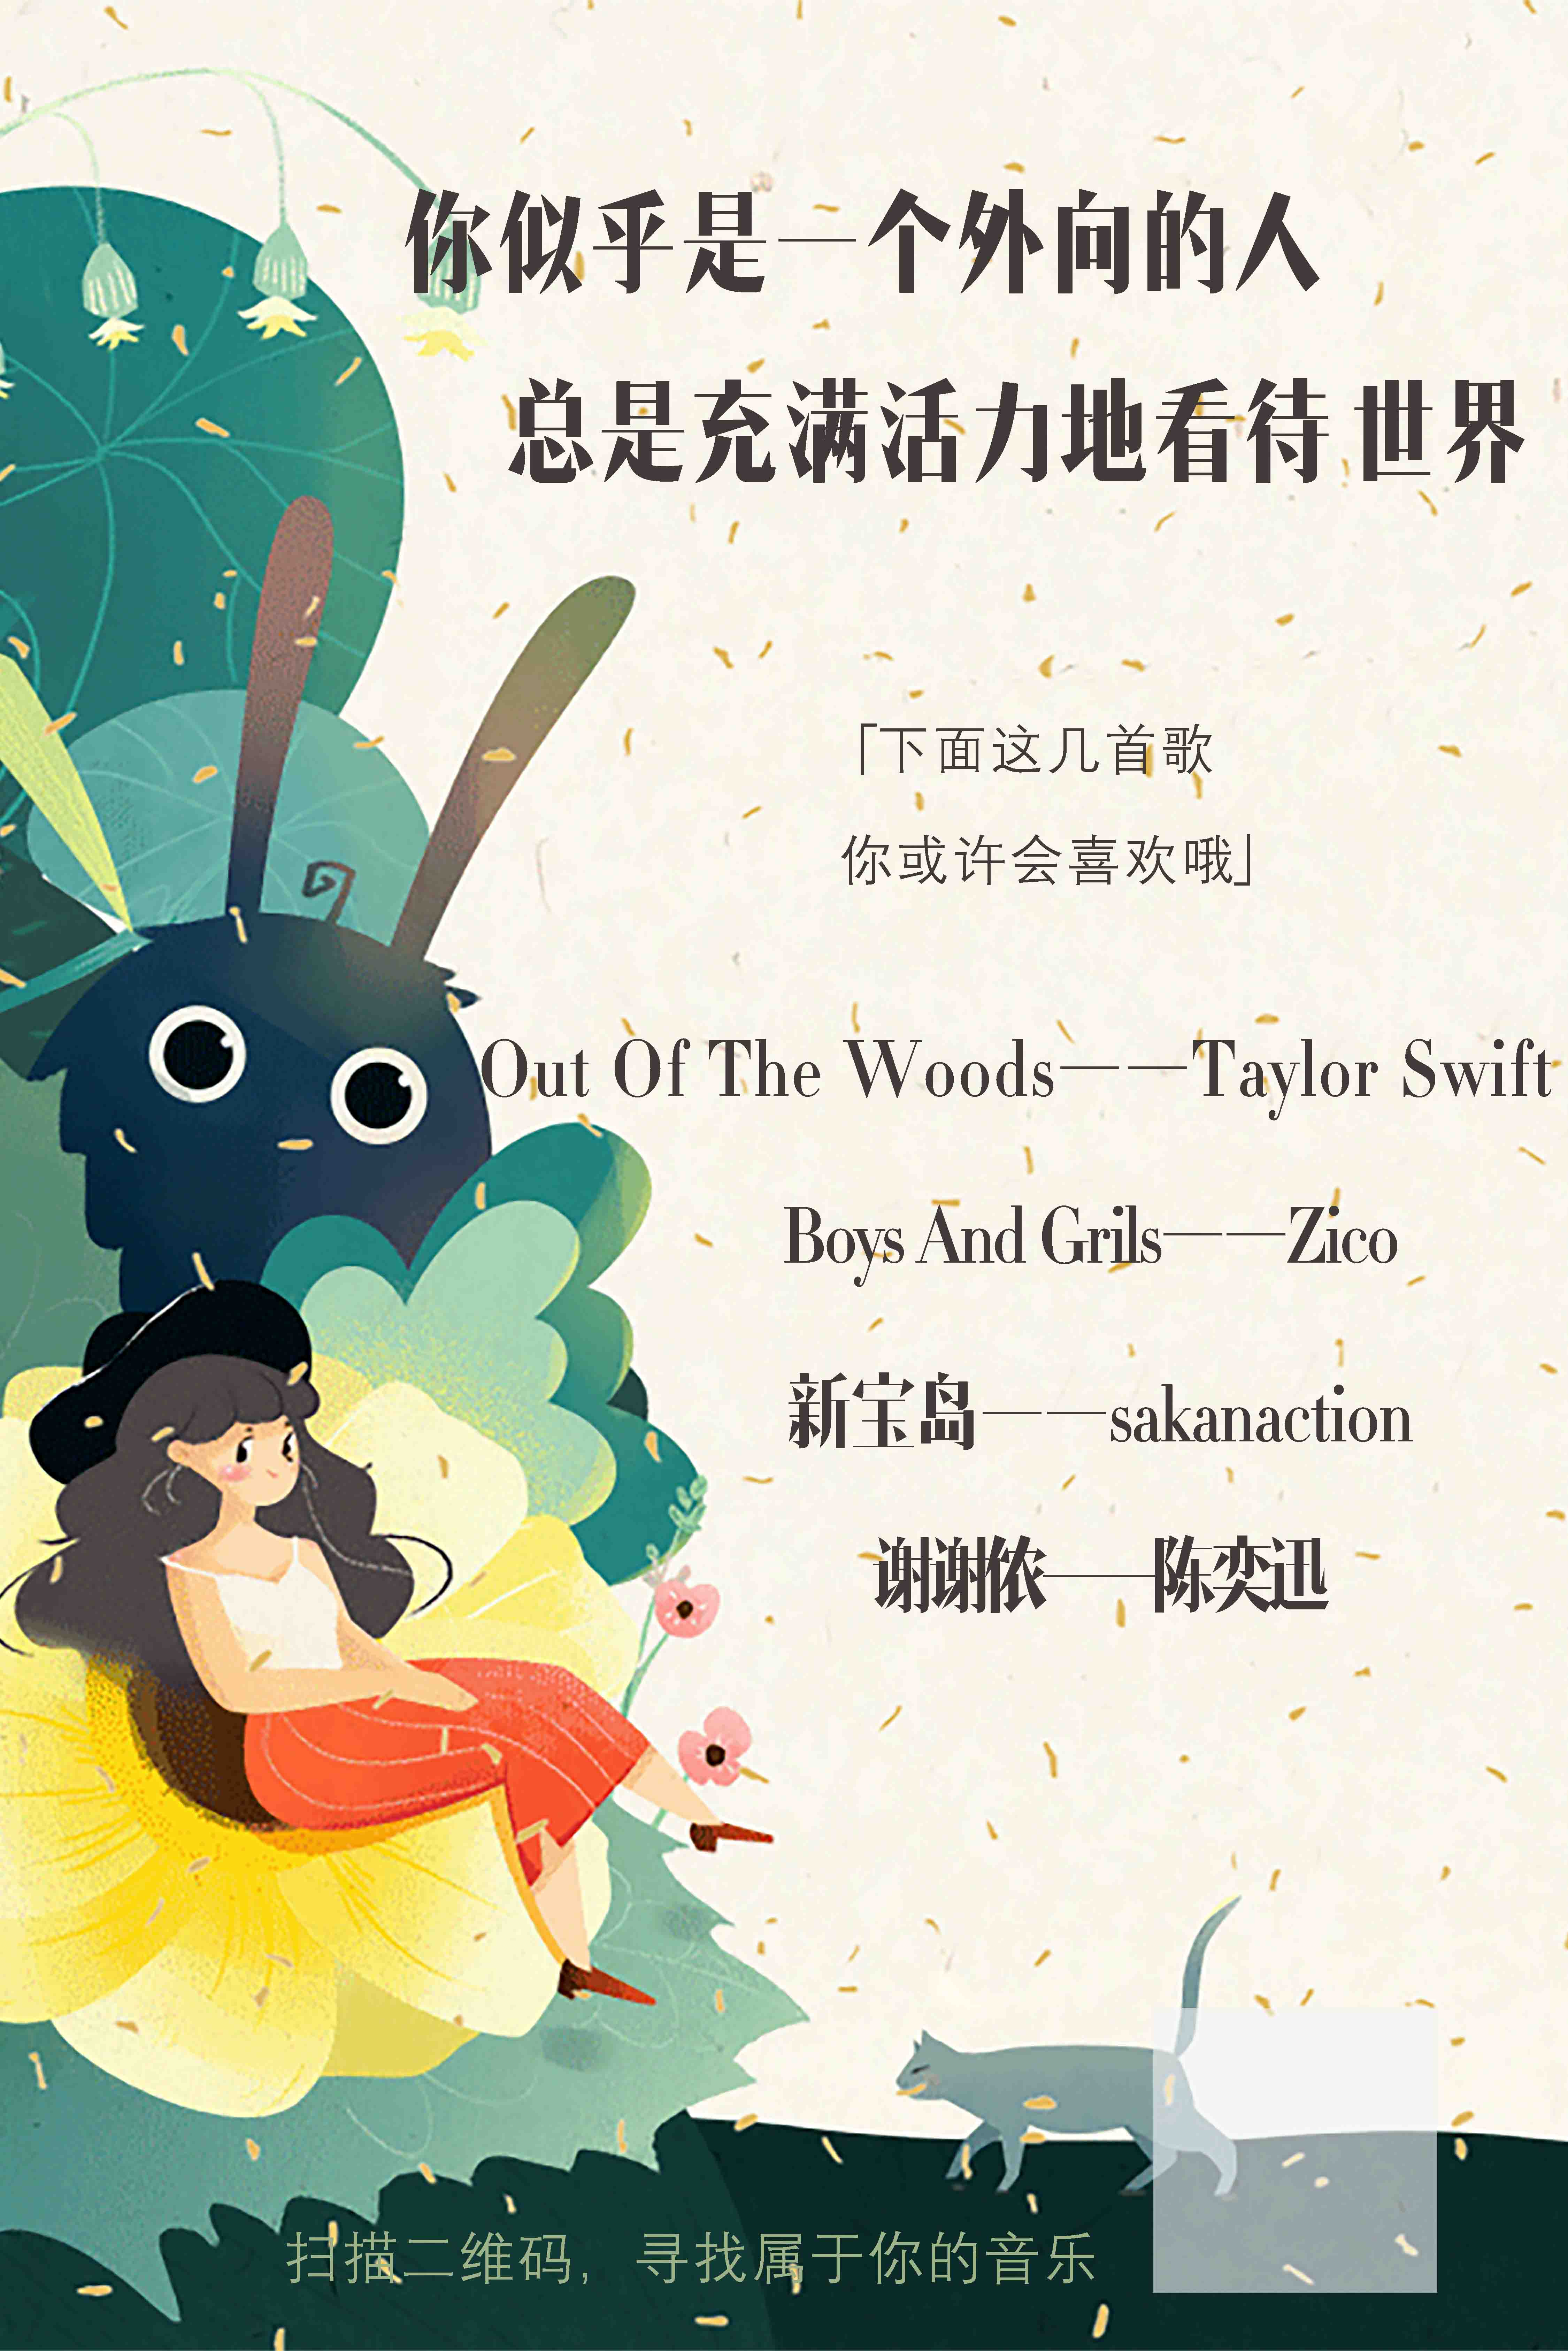 你似乎是一个外向的人
总是充满活力地看待世界
「下面这几首歌
你或许会喜欢哦」
Out Of The Woods——Taylor Swift
Boys And Grils——Zico
新宝岛——sakanaction
谢谢侬——陈奕迅
扫描二维码，寻找属于你的音乐